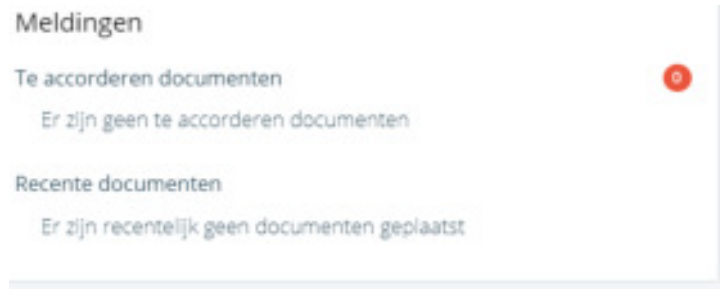 Meldingen
Te accorderen documenten 0
Er zijn geen te accorderen documenten
Recente documenten
Er zijn recentelijk geen documenten geplaatst